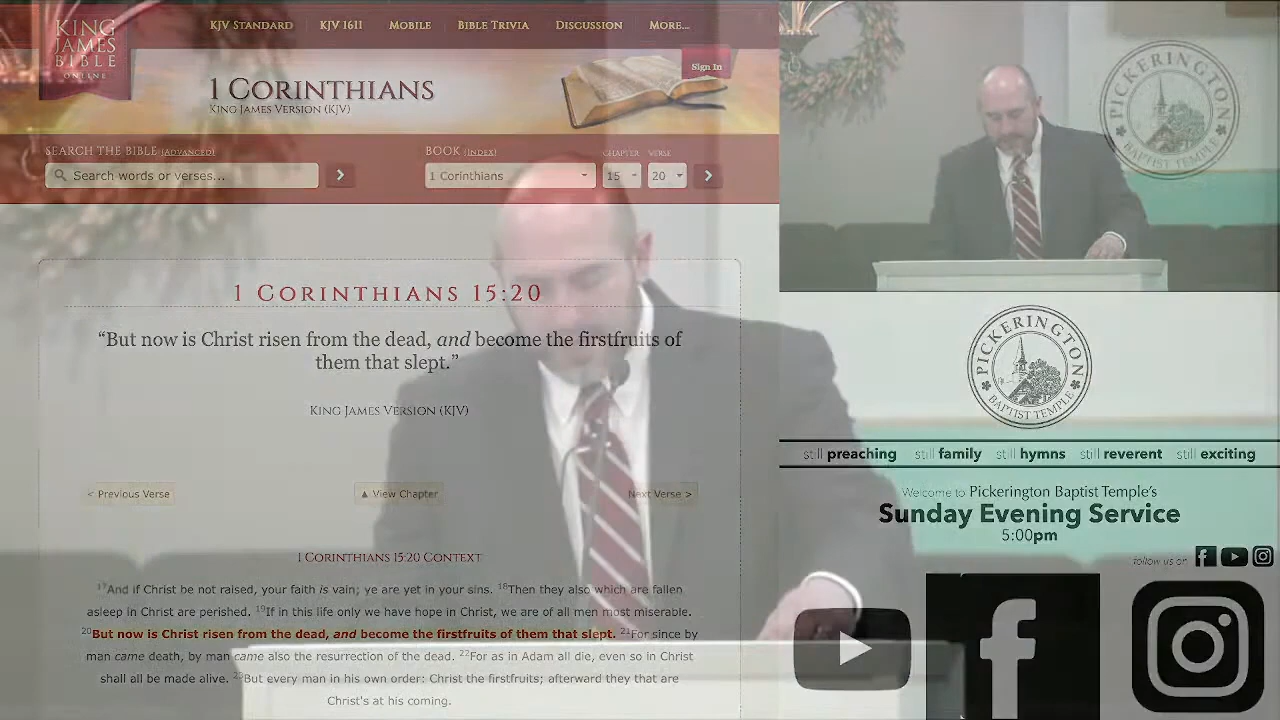 KING
JAMES
BIBLE
ONLINE
KJV STANDARD KJV 1611 MOBILE BIBLE TRIVIA DISCUSSION MORE...
Sign In
1 CORINTHIANS
KING JAMES VERSION (KJV)
SEARCH THE BIBLE [ADVANCED]
Search words or verses...
BOOK [INDEX] CHAPTER VERSE
1 Corinthians 15 20
1 CORINTHIANS 15:20
“But now is Christ risen from the dead, and become the firstfruits of
them that slept.”
KING JAMES VERSION (KJV)
< Previous Verse ▲ View Chapter Next Verse >
1 CORINTHIANS 15:20 CONTEXT
17And if Christ be not raised, your faith is vain; ye are yet in your sins. 18Then they also which are fallen
asleep in Christ are perished. 19If in this life only we have hope in Christ, we are of all men most miserable.
20But now is Christ risen from the dead, and become the firstfruits of them that slept. 21For since by
man came death, by man came also the resurrection of the dead. 22For as in Adam all die, even so in Christ
shall all be made alive. 23But every man in his own order: Christ the firstfruits; afterward they that are
Christ's at his coming.
PICKERINGTON
BAPTIST TEMPLE
PICKERINGTON
BAPTIST TEMPLE
still preaching still family still hymns still reverent still exciting
Welcome to Pickerington Baptist Temple's
Sunday Evening Service
5:00pm
follow us on